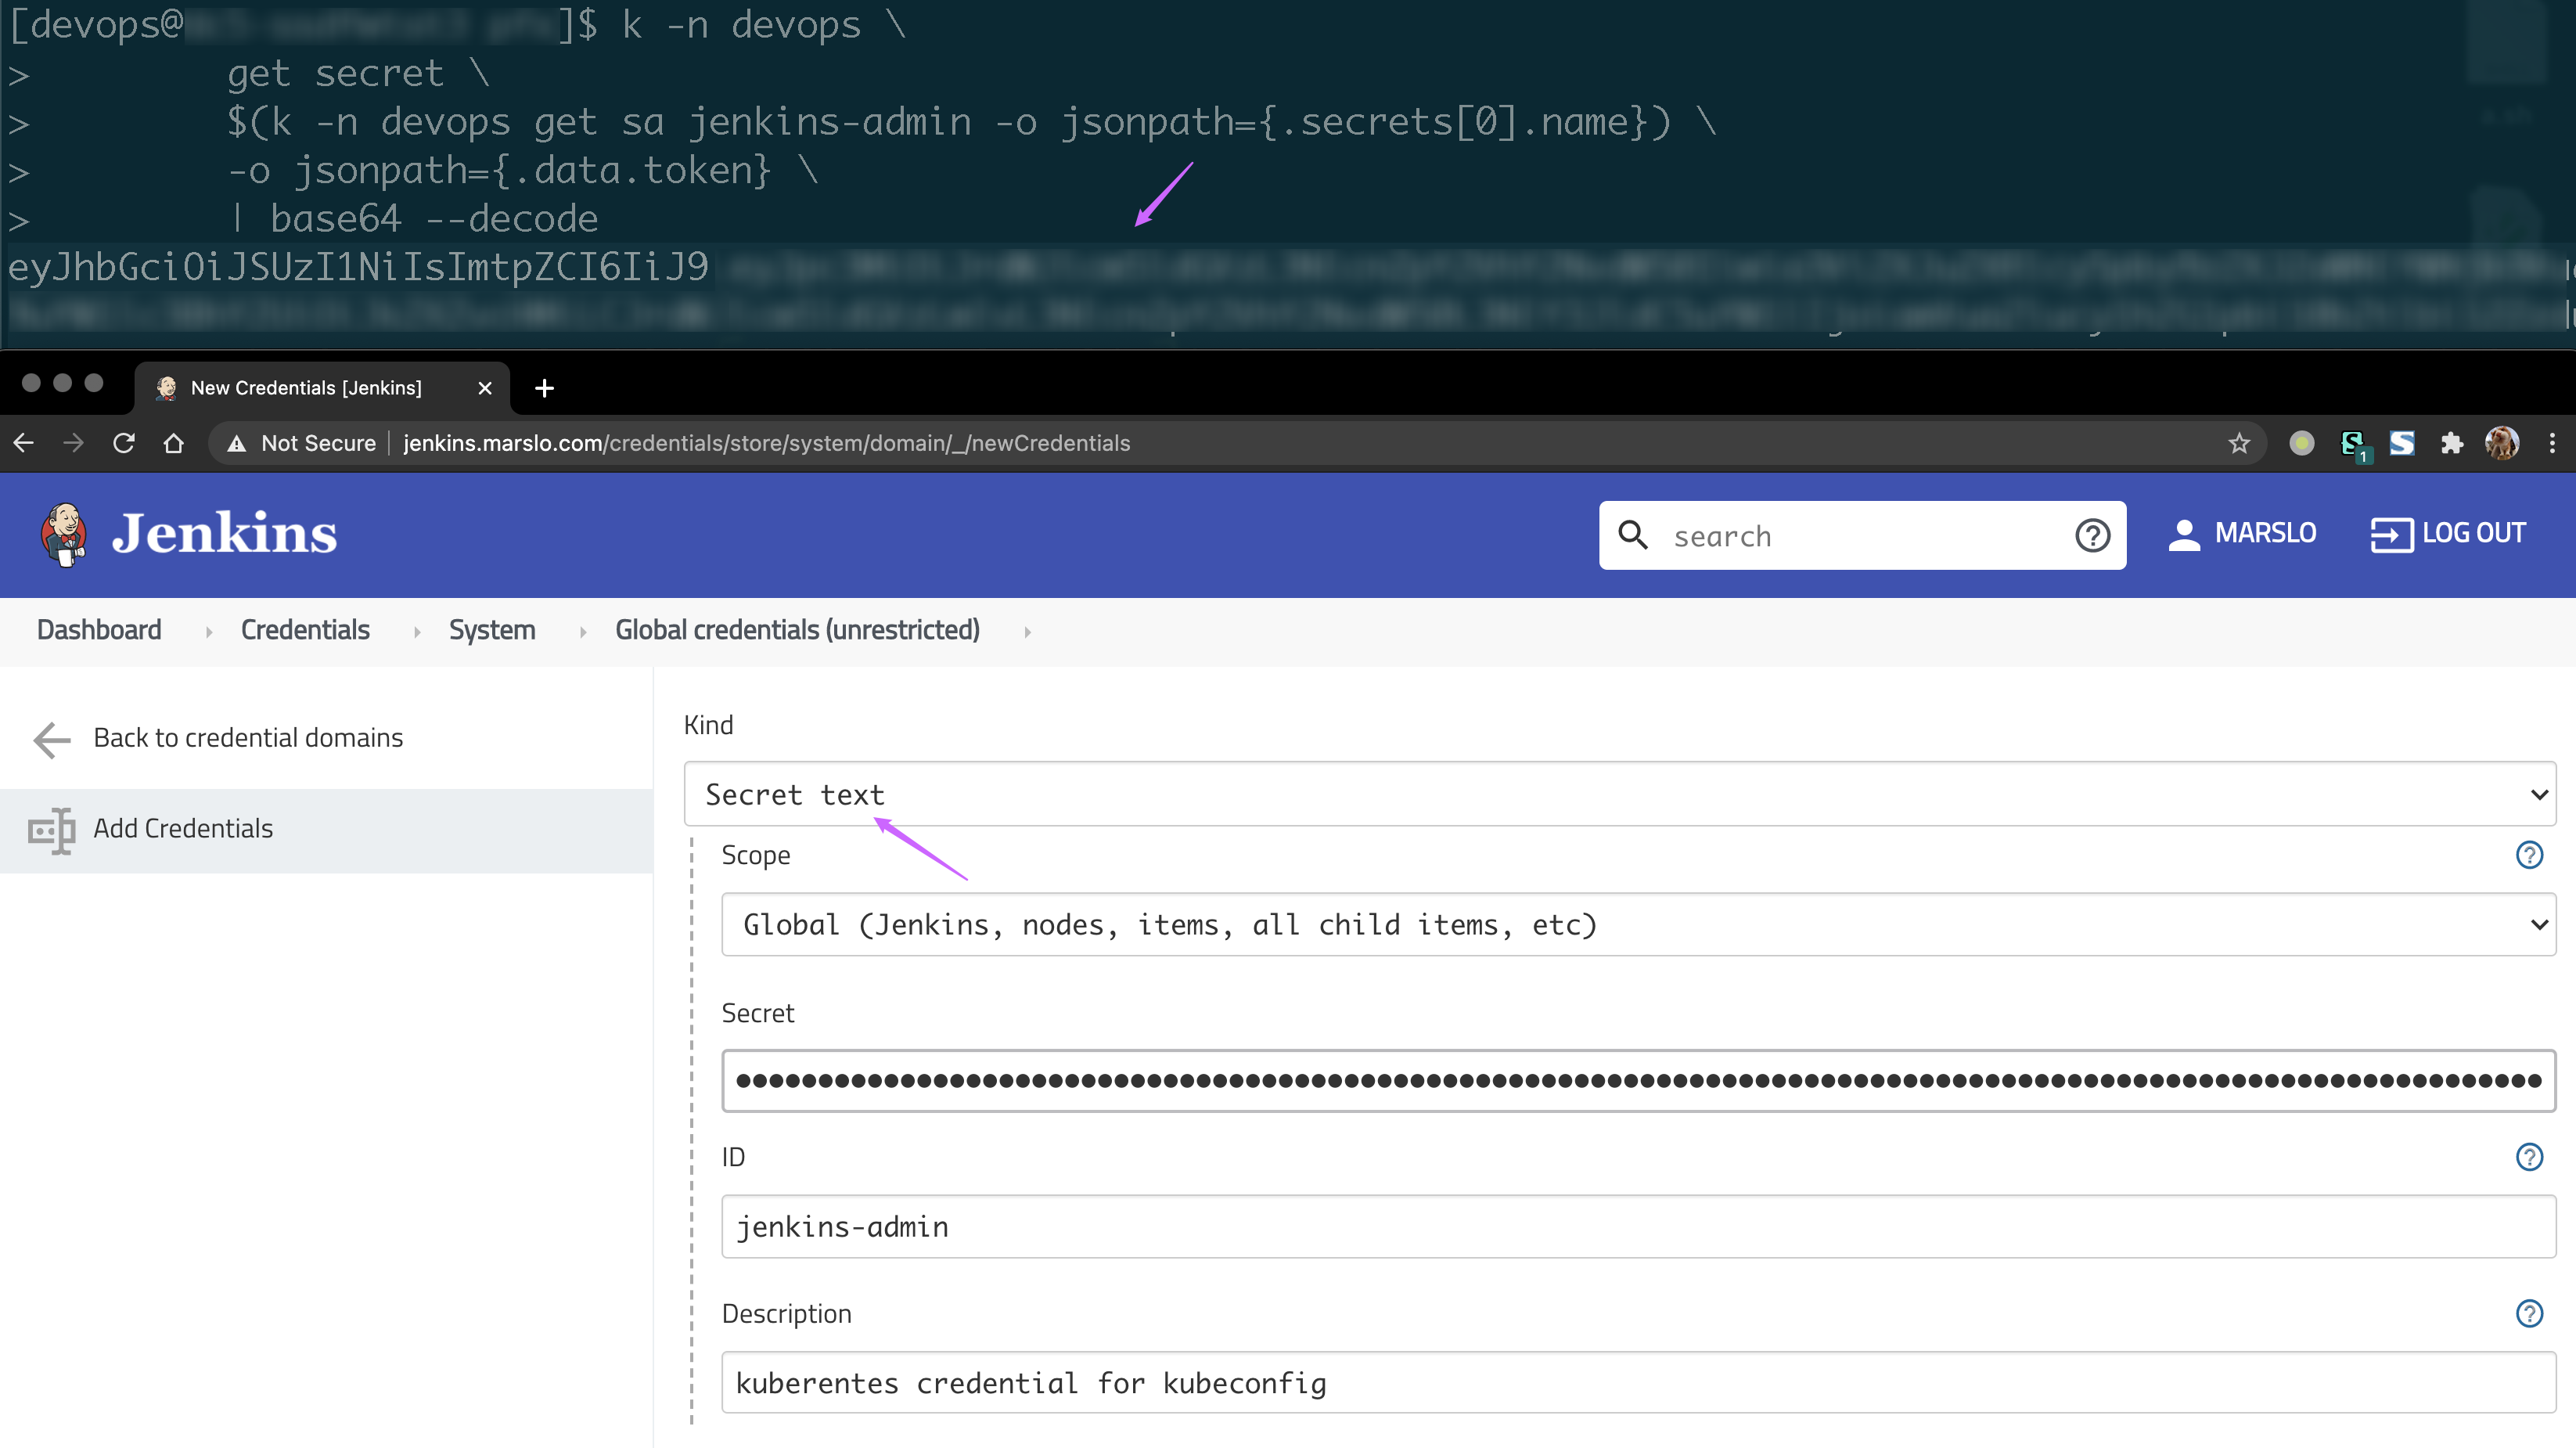 [devops@ ]$ k -n devops \
> get secret \
> $(k -n devops get sa jenkins-admin -o jsonpath={.secrets[0].name}) \
> -o jsonpath={.data.token} \
> | base64 --decode
eyJhbGciOiJSUzI1NiIsImtpZCI6IiJ9
New Credentials [Jenkins]
Not Secure jenkins.marslo.com/credentials/store/system/domain/_/newCredentials
1
Jenkins
search
MARSLO
LOG OUT
Dashboard
Credentials
System
Global credentials (unrestricted)
Back to credential domains
Add Credentials
Kind
Secret text
Scope
Global (Jenkins, nodes, items, all child items, etc)
Secret
ID
jenkins-admin
Description
kuberentes credential for kubeconfig